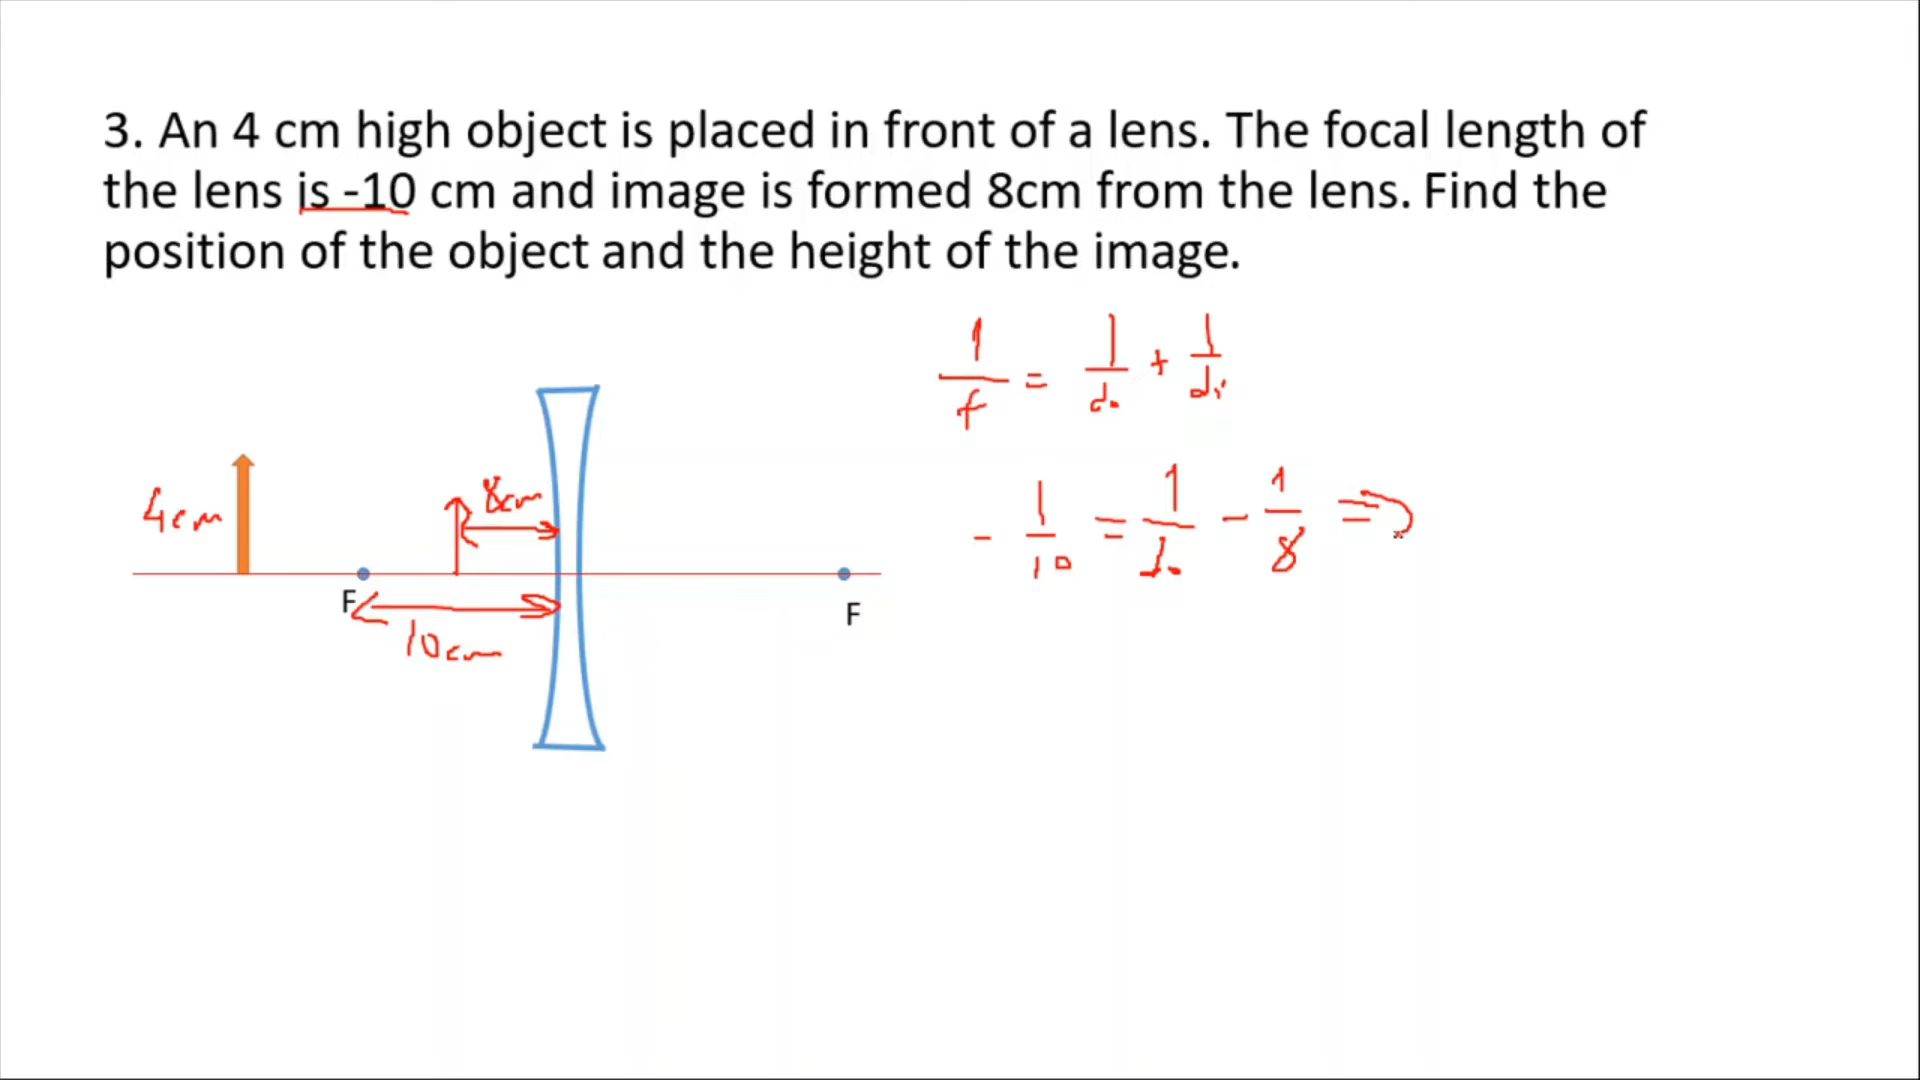 3. An 4 cm high object is placed in front of a lens. The focal length of
the lens is -10 cm and image is formed 8cm from the lens. Find the
position of the object and the height of the image.
1/f = 1/do + 1/di
- 1/10 = 1/do - 1/8 ⇒
8cm
4cm
F
F
10cm